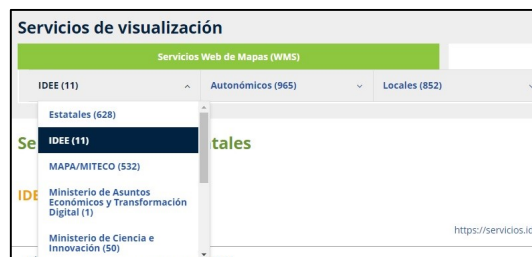 Servicios de visualización
Servicios Web de Mapas (WMS)
IDEE (11)
Autonómicos (965)
Locales (852)
Estatales (628)
Se
tales
IDEE (11)
MAPA/MITECO (532)
IDE
Ministerio de Asuntos
Económicos y Transformación
Digital (1)
https://servicios.id
Ministerio de Ciencia e
Innovación (50)